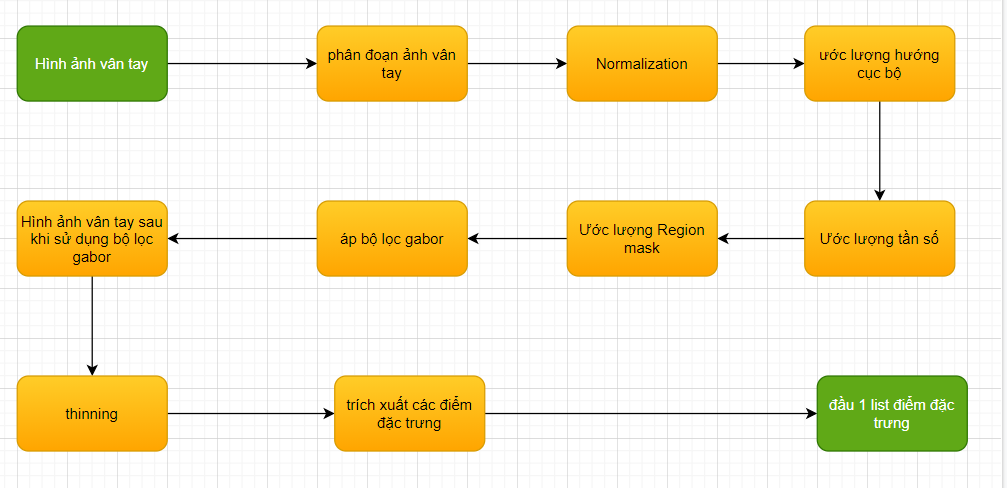 Hình ảnh vân tay
phân đoạn ảnh vân
tay
Normalization
ước lượng hướng
cục bộ
Hình ảnh vân tay sau
khi sử dụng bộ lọc
gabor
áp bộ lọc gabor
Ước lượng Region
mask
Ước lượng tần số
thinning
trích xuất các điểm
đặc trưng
đầu 1 list điểm đặc
trưng